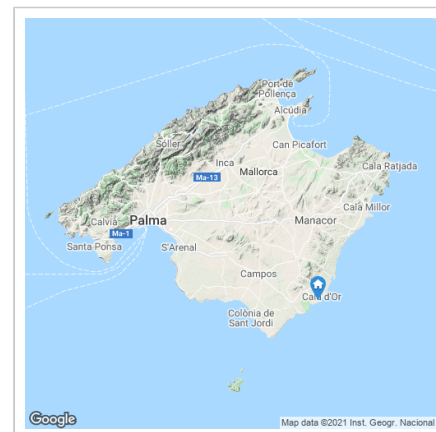 Port de
Pollença
Alcúdia
Sóller
Can Picafort
Inca
Cala Ratjada
Mallorca
Ma-13
Cala Millor
Calvià
Palma
Manacor
Ma-1
Santa Ponsa
S'Arenal
Campos
Cala d'Or
Colònia de
Sant Jordi
Google
Map data ©2021 Inst. Geogr. Nacional